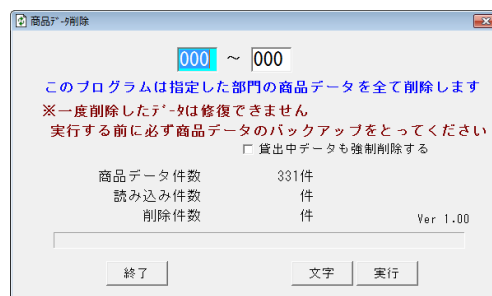 商品ﾃﾞｰﾀ削除
000 ～ 000
このプログラムは指定した部門の商品データを全て削除します
※一度削除したﾃﾞｰﾀは修復できません
実行する前に必ず商品データのバックアップをとってください
貸出中データも強制削除する
商品データ件数 331件
読み込み件数 件
削除件数 件
Ver 1.00
終了 文字 実行